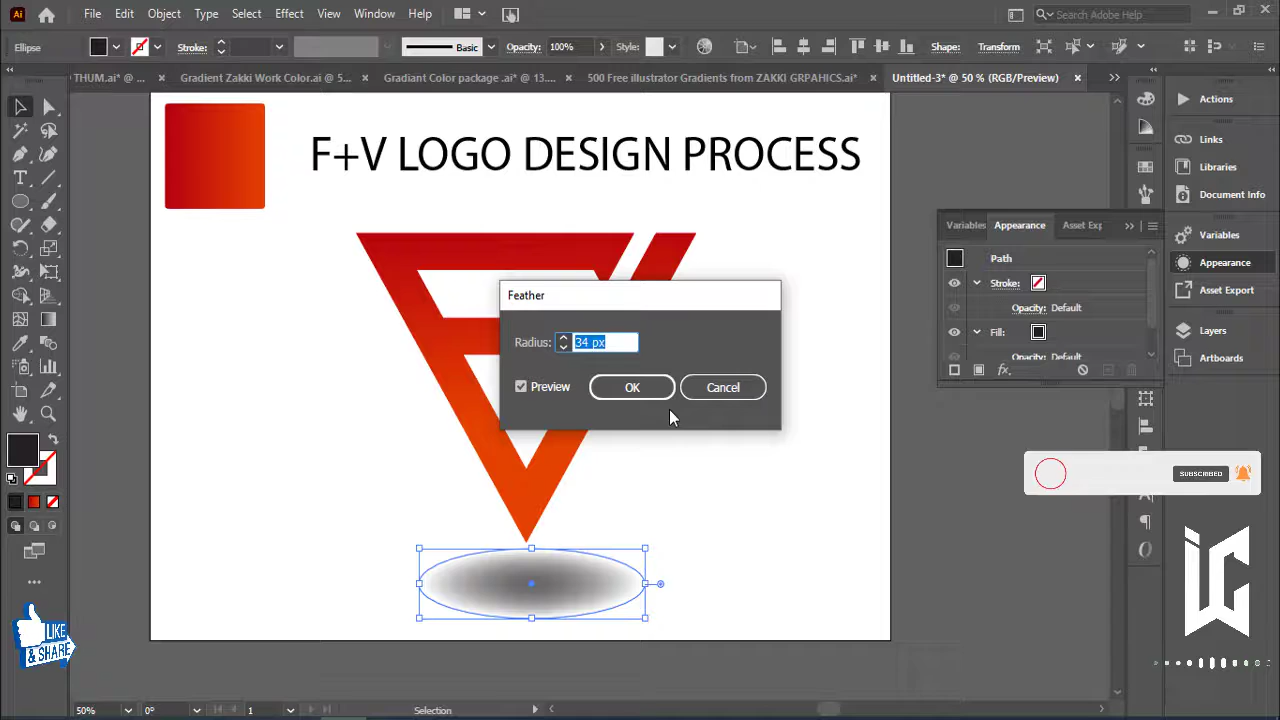 Ai File Edit Object Type Select Effect View Window Help Search Adobe Help
Ellipse Stroke: Basic Opacity: 100% Style: Shape: Transform
THUM.ai* @ ... Gradient Zakki Work Color.ai @ 5... Gradiant Color package .ai* @ 13.... 500 Free illustrator Gradients from ZAKKI GRPAHICS.ai* Untitled-3* @ 50 % (RGB/Preview)
F+V LOGO DESIGN PROCESS
Feather
Radius: 34 px
Preview OK Cancel
Variables Appearance Asset Exp
Path
Stroke:
Opacity: Default
Fill:
Opacity: Default
fx
Actions
Links
Libraries
Document Info
Variables
Appearance
Asset Export
Layers
Artboards
SUBSCRIBED
LIKE
& SHARE
50% 0° 1 Selection